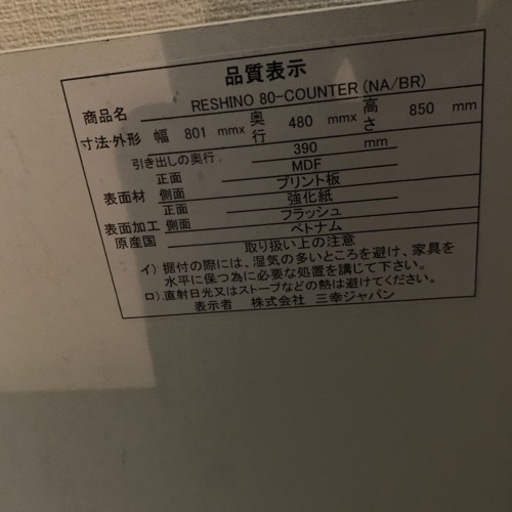 品質表示
商品名 RESHINO 80-COUNTER (NA/BR)
寸法・外形 幅 801 mm×奥行 480 mm×高さ 850 mm
引き出しの奥行 390 mm
表面材 正面 MDF
側面 プリント板
表面加工 正面 強化紙
側面 フラッシュ
原産国 ベトナム
取り扱い上の注意
イ）据付の際には、湿気の多いところを避け、家具を
水平に保つ為に必要な処置を講じて下さい。
ロ）.直射日光又はストーブなどの熱は避けてください。
表示者 株式会社 三幸ジャパン